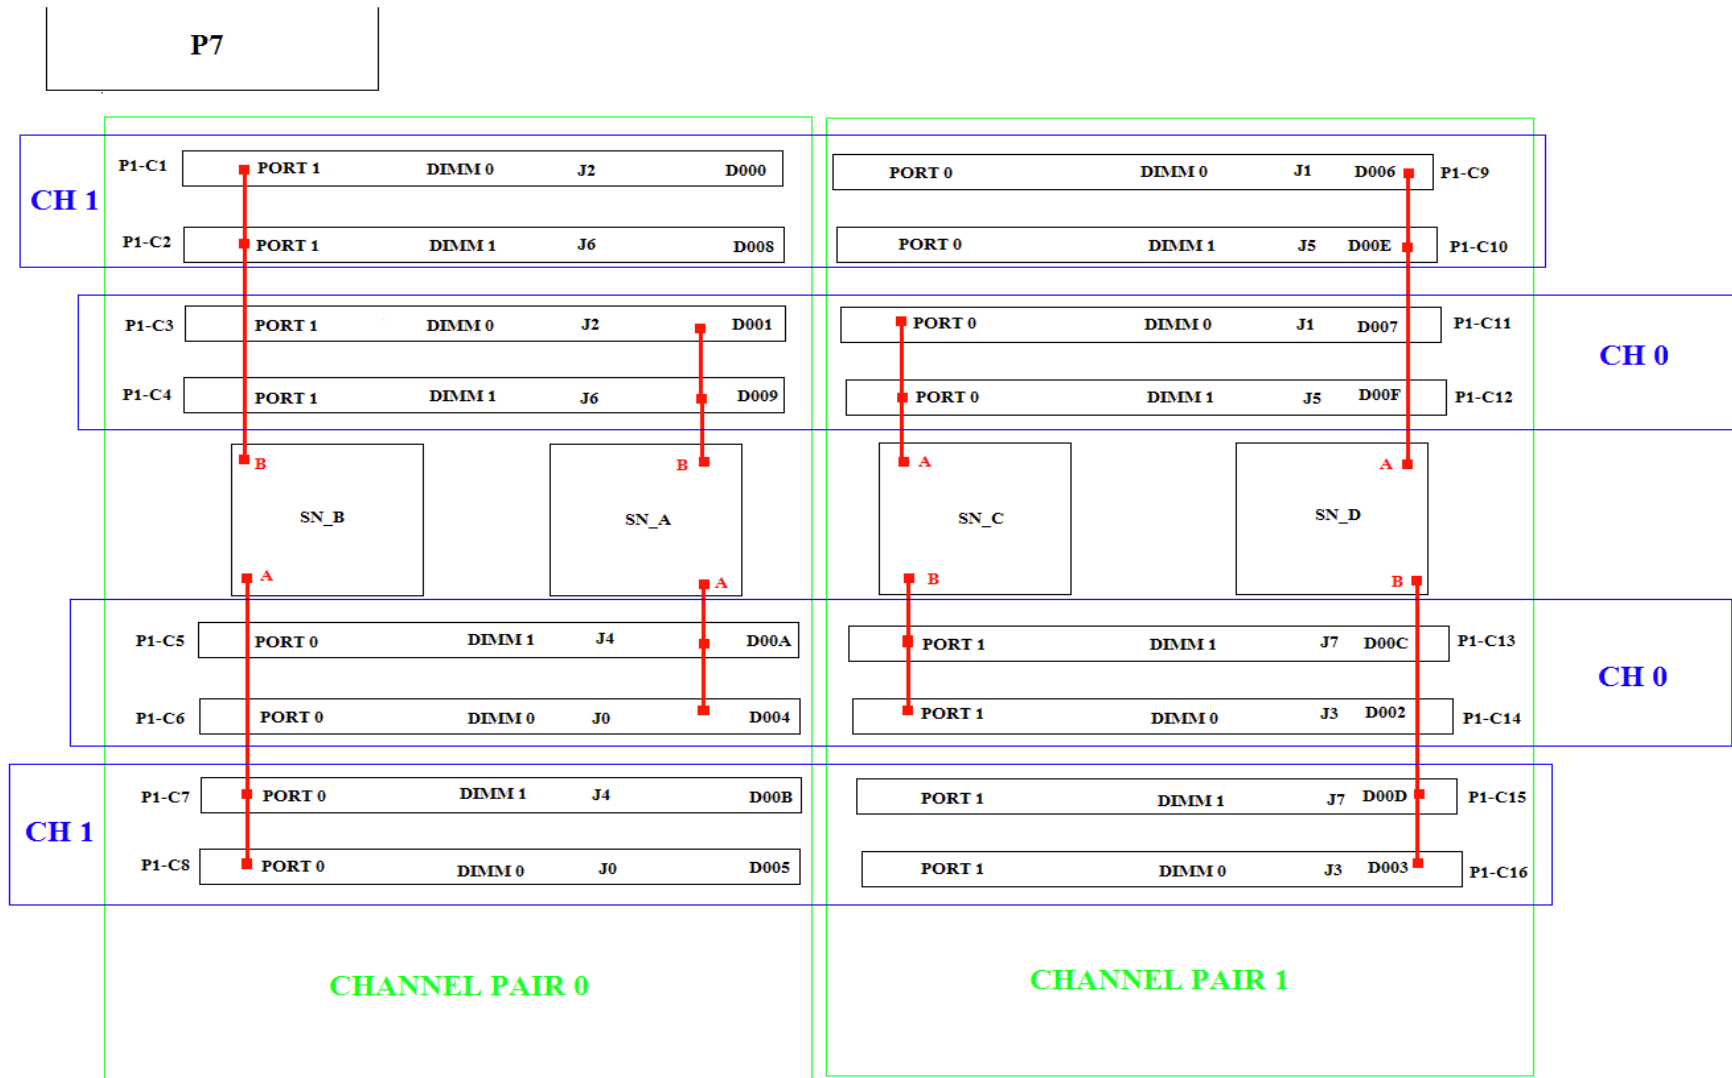 P7
P1-C1 PORT 1 DIMM 0 J2 D000 PORT 0 DIMM 0 J1 D006 P1-C9
CH 1
P1-C2 PORT 1 DIMM 1 J6 D008 PORT 0 DIMM 1 J5 D00E P1-C10
P1-C3 PORT 1 DIMM 0 J2 D001 PORT 0 DIMM 0 J1 D007 P1-C11
CH 0
P1-C4 PORT 1 DIMM 1 J6 D009 PORT 0 DIMM 1 J5 D00F P1-C12
B B A A
SN_B SN_A SN_C SN_D
A A B B
P1-C5 PORT 0 DIMM 1 J4 D00A PORT 1 DIMM 1 J7 D00C P1-C13
CH 0
P1-C6 PORT 0 DIMM 0 J0 D004 PORT 1 DIMM 0 J3 D002 P1-C14
P1-C7 PORT 0 DIMM 1 J4 D00B PORT 1 DIMM 1 J7 D00D P1-C15
CH 1
P1-C8 PORT 0 DIMM 0 J0 D005 PORT 1 DIMM 0 J3 D003 P1-C16
CHANNEL PAIR 0 CHANNEL PAIR 1